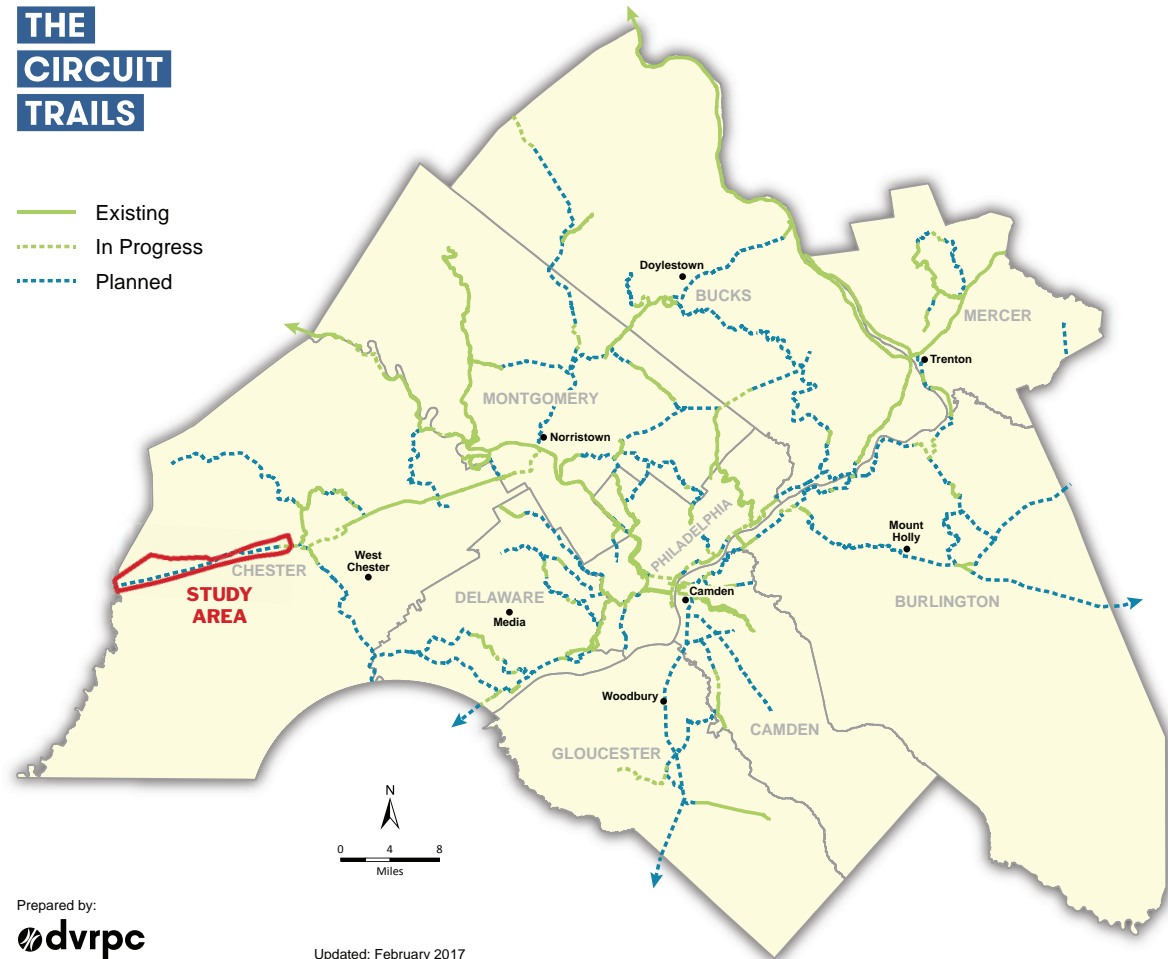 THE
CIRCUIT
TRAILS
Existing
In Progress
Planned
Doylestown
BUCKS
MERCER
Trenton
MONTGOMERY
Norristown
PHILADELPHIA
Mount
Holly
West
Chester
CHESTER
STUDY
AREA
DELAWARE
Media
Camden
BURLINGTON
Woodbury
CAMDEN
GLOUCESTER
N
0 4 8
Miles
Prepared by:
dvrpc
Updated: February 2017